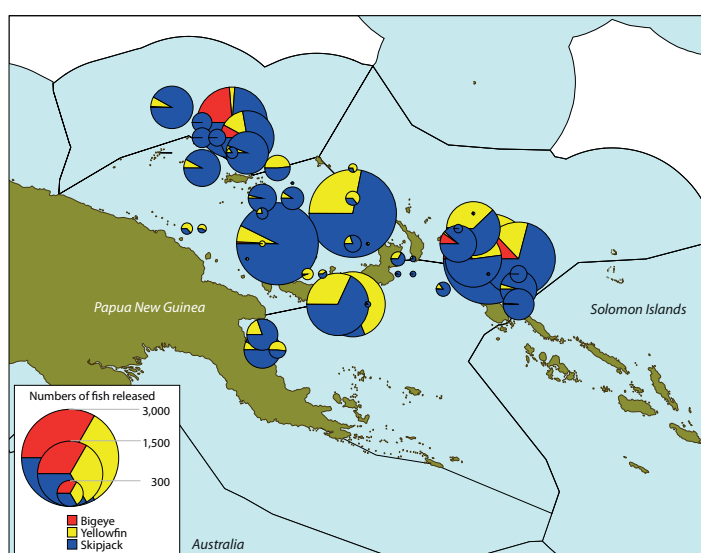 Papua New Guinea
Solomon Islands
Numbers of fish released
3,000
1,500
300
Bigeye
Yellowfin
Skipjack
Australia